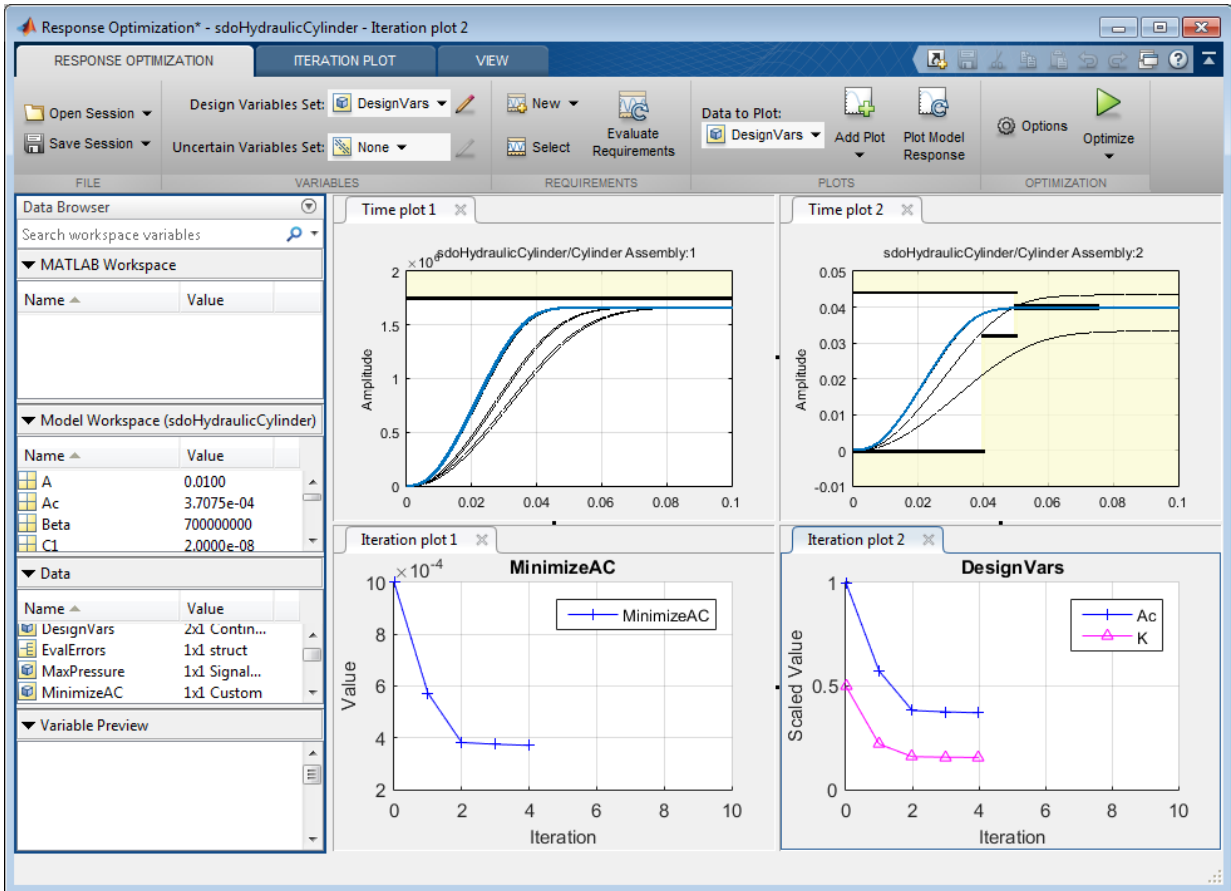 Response Optimization* - sdoHydraulicCylinder - Iteration plot 2
RESPONSE OPTIMIZATION
ITERATION PLOT
VIEW
Open Session
Save Session
FILE
Design Variables Set:
DesignVars
Uncertain Variables Set:
None
VARIABLES
New
Select
Evaluate
Requirements
REQUIREMENTS
Data to Plot:
DesignVars
Add Plot
Plot Model
Response
PLOTS
Options
Optimize
OPTIMIZATION
Data Browser
Search workspace variables
MATLAB Workspace
Name Value
Model Workspace (sdoHydraulicCylinder)
Name Value
A 0.0100
Ac 3.7075e-04
Beta 700000000
C1 2.0000e-08
Data
Name Value
DesignVars 2x1 Contin...
EvalErrors 1x1 struct
MaxPressure 1x1 Signal...
MinimizeAC 1x1 Custom
Variable Preview
Time plot 1
sdoHydraulicCylinder/Cylinder Assembly:1
×10⁶
2
1.5
1
0.5
0
Amplitude
0 0.02 0.04 0.06 0.08 0.1
Time plot 2
sdoHydraulicCylinder/Cylinder Assembly:2
0.05
0.04
0.03
0.02
0.01
0
-0.01
Amplitude
0 0.02 0.04 0.06 0.08 0.1
Iteration plot 1
×10⁻⁴
MinimizeAC
10
8
6
4
2
Value
MinimizeAC
0 2 4 6 8 10
Iteration
Iteration plot 2
DesignVars
1
0.5
0
Scaled Value
Ac
K
0 2 4 6 8 10
Iteration